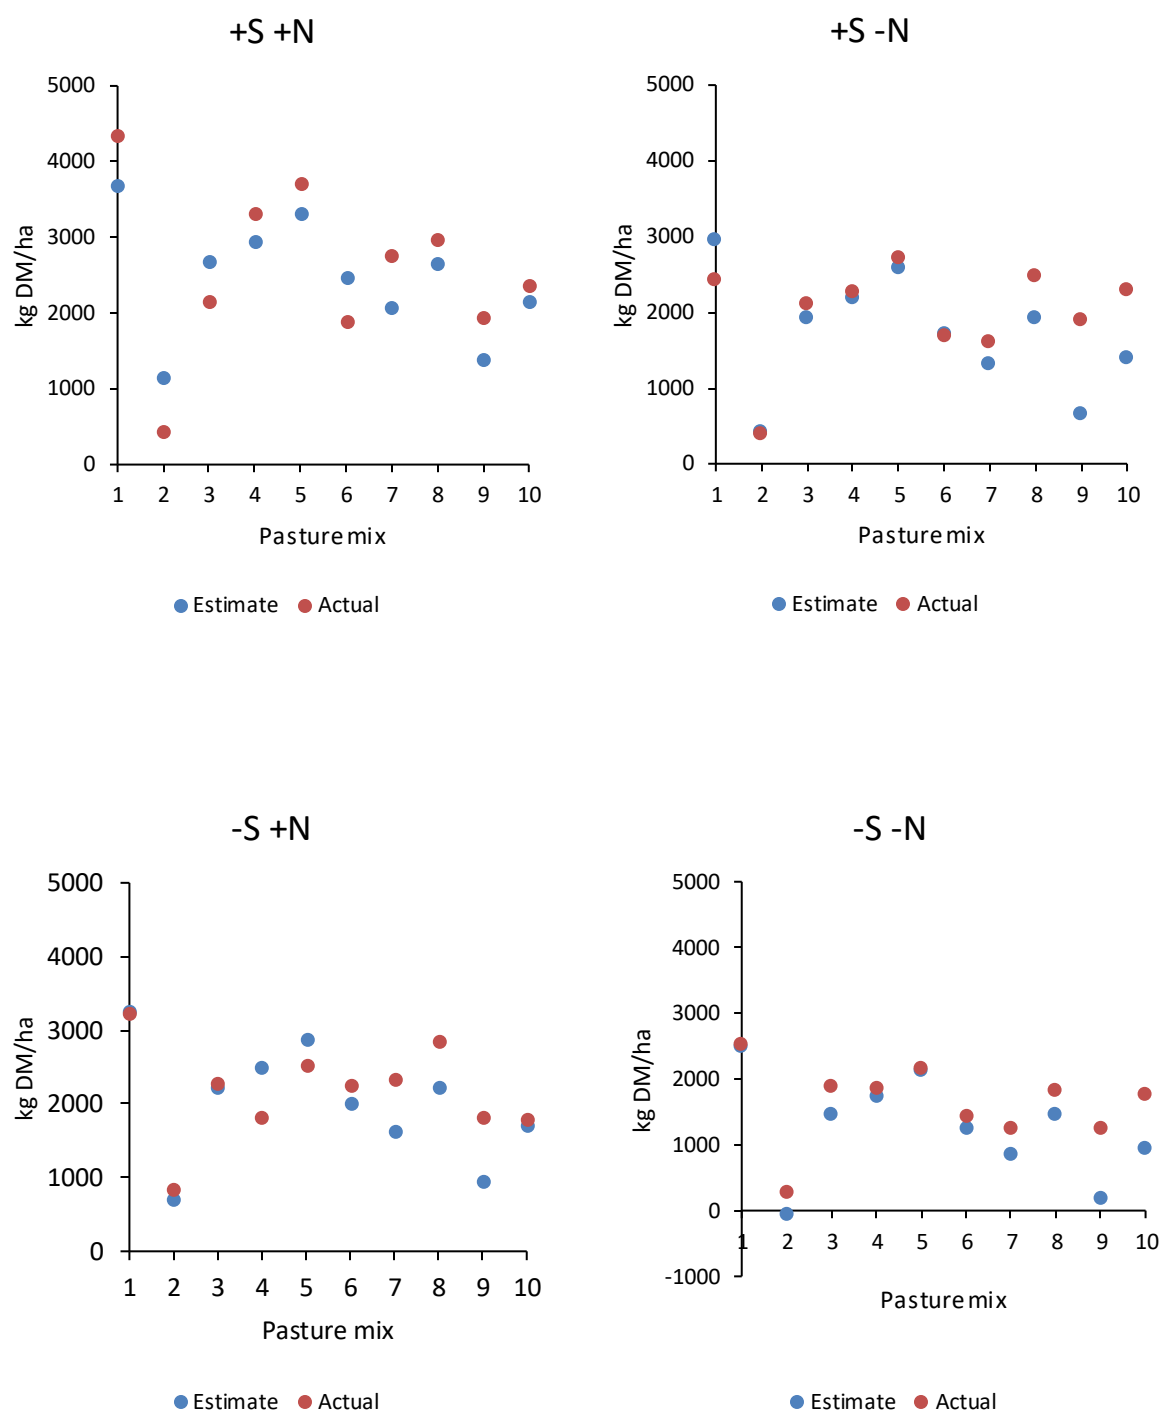 +S +N
5000
4000
3000
2000
1000
0
kg DM/ha
1 2 3 4 5 6 7 8 9 10
Pasture mix
Estimate Actual
+S -N
5000
4000
3000
2000
1000
0
kg DM/ha
1 2 3 4 5 6 7 8 9 10
Pasture mix
Estimate Actual
-S +N
5000
4000
3000
2000
1000
0
kg DM/ha
1 2 3 4 5 6 7 8 9 10
Pasture mix
Estimate Actual
-S -N
5000
4000
3000
2000
1000
0
-1000
kg DM/ha
1 2 3 4 5 6 7 8 9 10
Pasture mix
Estimate Actual